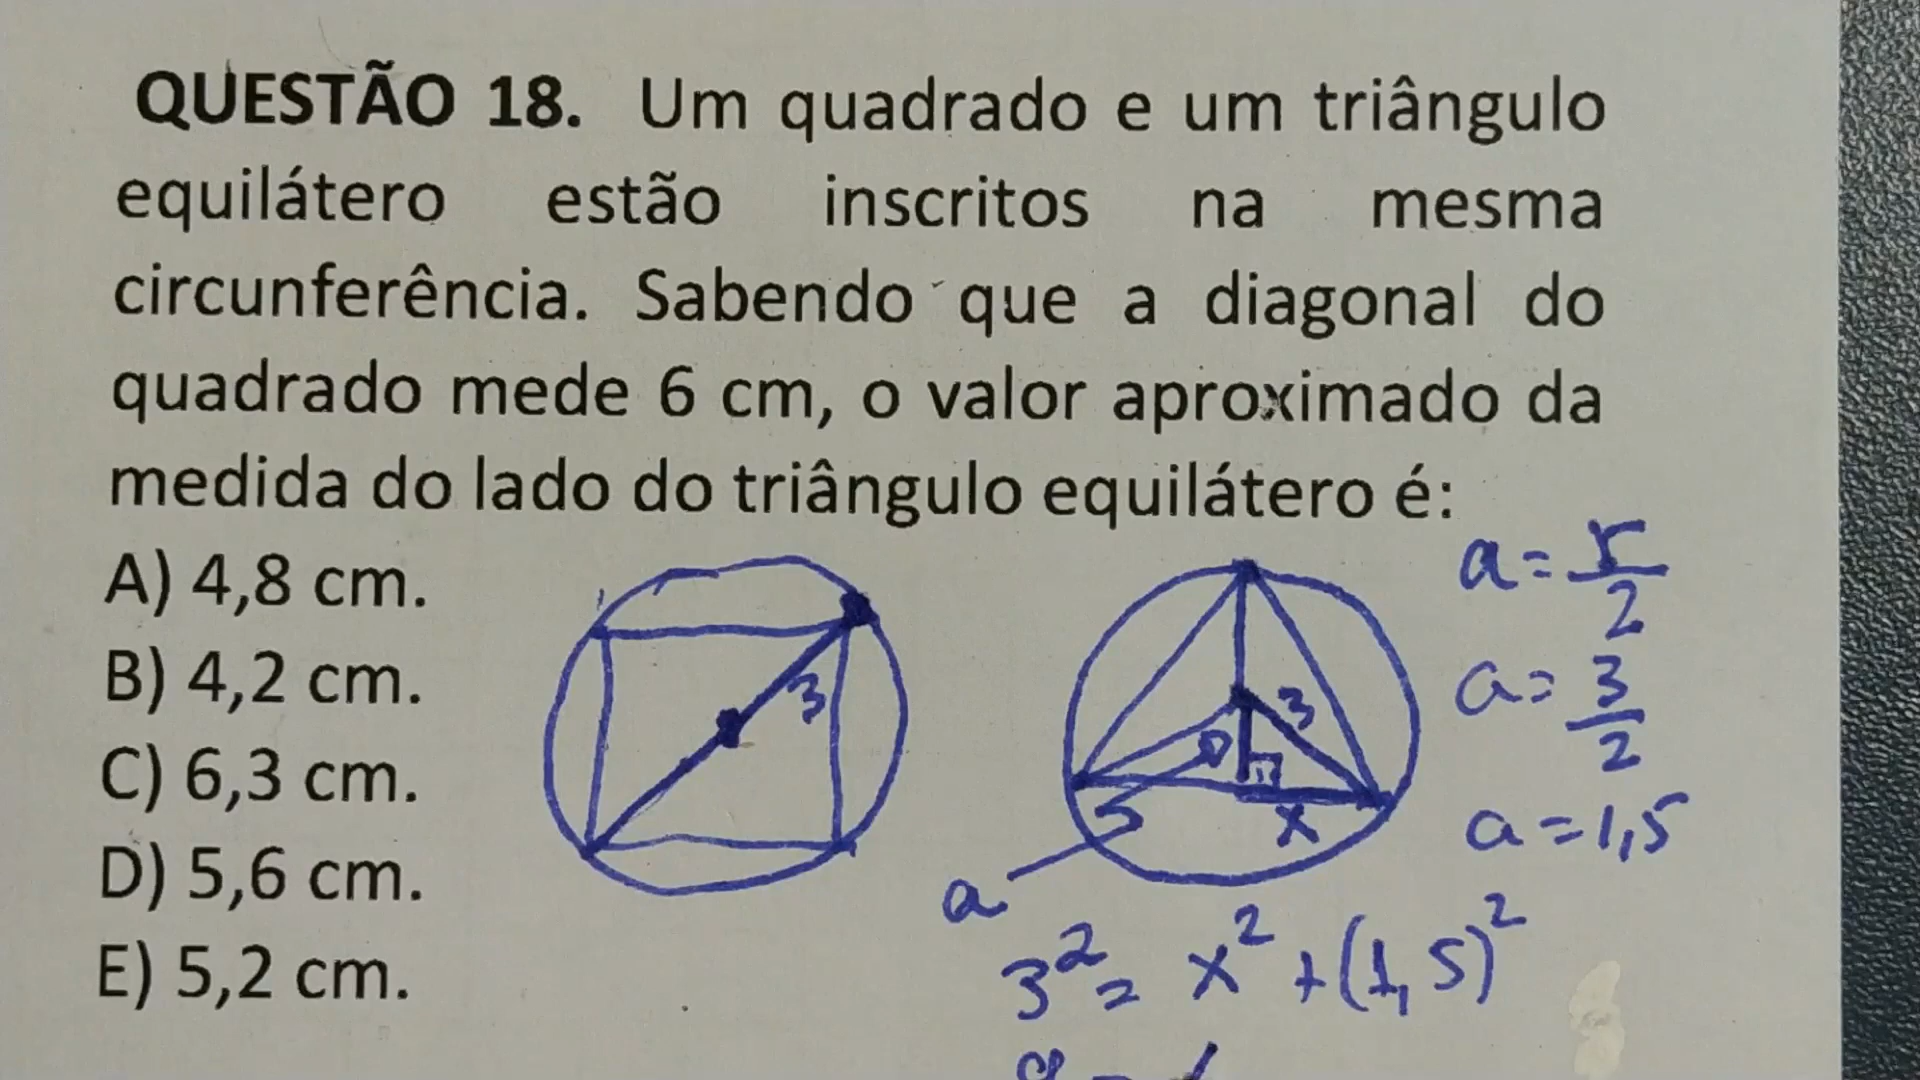 QUESTÃO 18. Um quadrado e um triângulo
equilátero estão inscritos na mesma
circunferência. Sabendo que a diagonal do
quadrado mede 6 cm, o valor aproximado da
medida do lado do triângulo equilátero é:
A) 4,8 cm.
B) 4,2 cm.
C) 6,3 cm.
D) 5,6 cm.
E) 5,2 cm.
3
3
x
a
a = r/2
a = 3/2
a = 1,5
3² = x² + (1,5)²